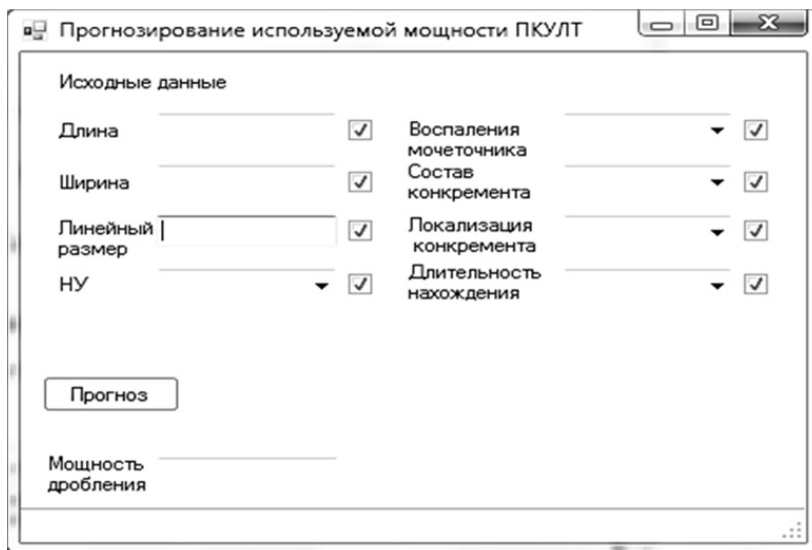 Прогнозирование используемой мощности ПКУЛТ
Исходные данные
Длина
Ширина
Линейный
размер
НУ
Воспаления
мочеточника
Состав
конкремента
Локализация
конкремента
Длительность
нахождения
Прогноз
Мощность
дробления